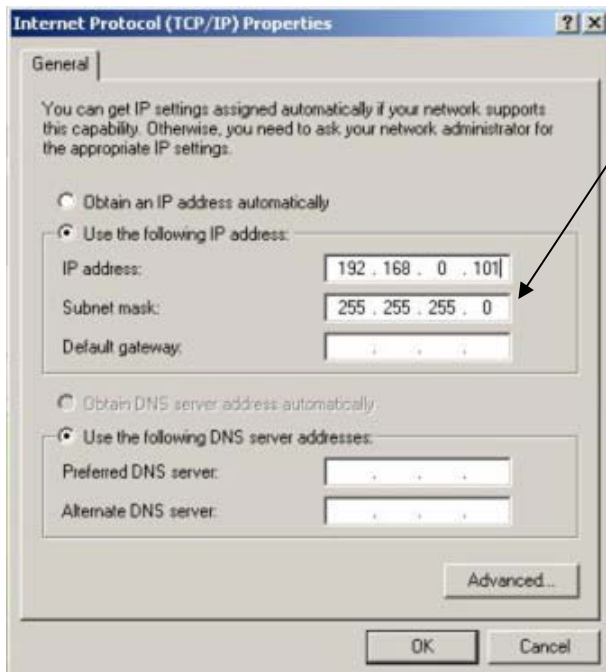 Internet Protocol (TCP/IP) Properties
General
You can get IP settings assigned automatically if your network supports
this capability. Otherwise, you need to ask your network administrator for
the appropriate IP settings.
Obtain an IP address automatically
Use the following IP address:
IP address: 192 . 168 . 0 . 101
Subnet mask: 255 . 255 . 255 . 0
Default gateway: . . .
Obtain DNS server address automatically
Use the following DNS server addresses:
Preferred DNS server: . . .
Alternate DNS server: . . .
Advanced...
OK Cancel